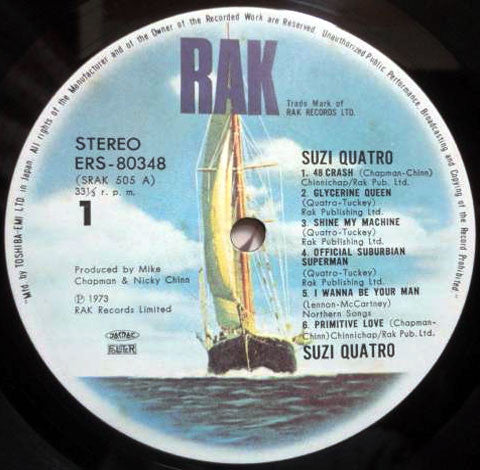 "Mfd. by TOSHIBA-EMI LTD. in Japan. All rights of the Manufacturer and of the Owner of the Recorded Work are Reserved. Unauthorized Public Performance, Broadcasting and Copying of the Record Prohibited"
RAK
Trade Mark of
RAK RECORDS LTD.
STEREO
ERS-80348
(SRAK 505 A)
33⅓ r. p. m.
1
Produced by Mike
Chapman & Nicky Chinn
Ⓟ 1973
RAK Records Limited
JASRAC
SUZI QUATRO
1. 48 CRASH (Chapman-Chinn)
Chinnichap/Rak Pub. Ltd.
2. GLYCERINE QUEEN
(Quatro-Tuckey)
Rak Publishing Ltd.
3. SHINE MY MACHINE
(Quatro-Tuckey)
Rak Publishing Ltd.
4. OFFICIAL SUBURBIAN
SUPERMAN
(Quatro-Tuckey)
Rak Publishing Ltd.
5. I WANNA BE YOUR MAN
(Lennon-McCartney)
Northern Songs
6. PRIMITIVE LOVE (Chapman-
Chinn)Chinnichap/Rak Pub. Ltd.
SUZI QUATRO